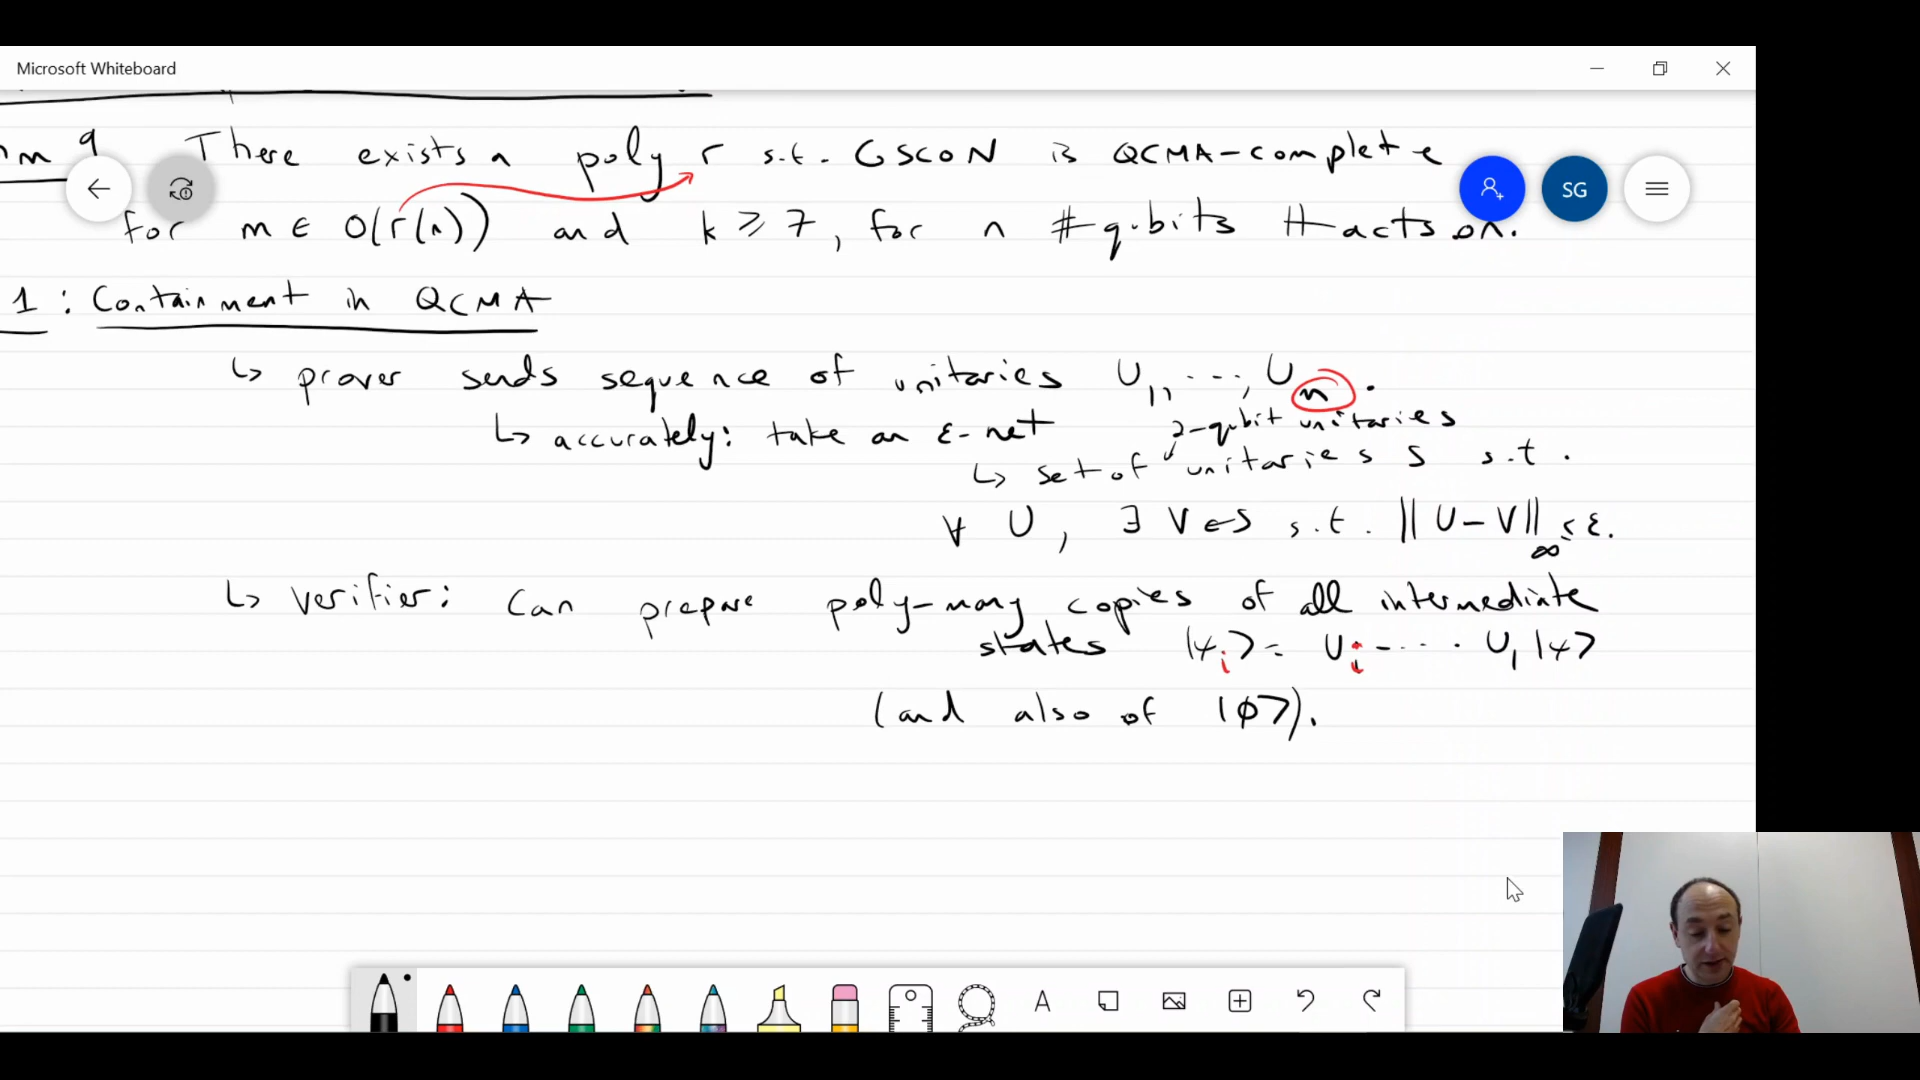 Microsoft Whiteboard
m 9 There exists a poly r s.t. GSCON is QCMA-complete
SG
for m ∈ O(r(n)) and k ≥ 7, for n #qubits H acts on.
1: Containment in QCMA
↳ prover sends sequence of unitaries U₁, ..., Uₘ.
↳ accurately: take an ε-net
2-qubit unitaries
↳ set of unitaries S s.t.
∀ U, ∃ V ∈ S s.t. ||U-V||∞ ≤ ε.
↳ verifier: Can prepare poly-many copies of all intermediate
states |ψᵢ> = Uᵢ ... U₁|ψ>
(and also of |φ>).
A